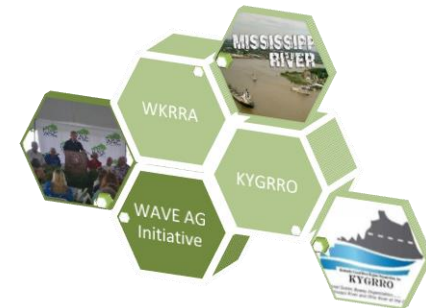 MISSISSIPPI
RIVER
WKRRA
KYGRRO
WAVE AG
Initiative
KYGRRO